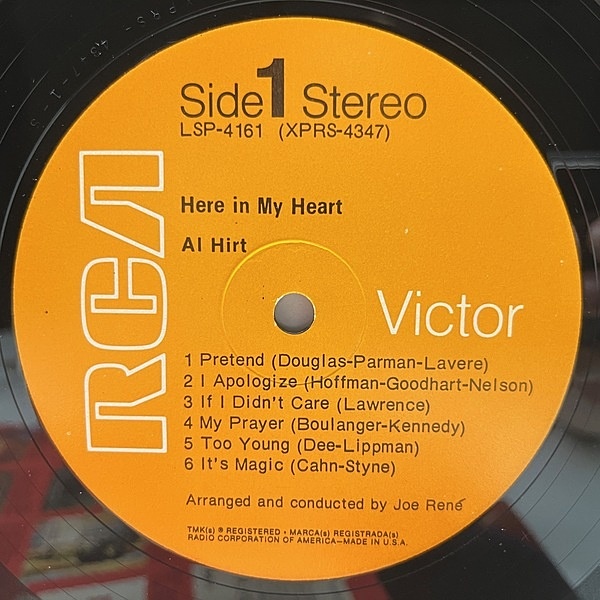 Side 1 Stereo
LSP-4161 (XPRS-4347)
RCA
Here in My Heart
Al Hirt
Victor
1 Pretend (Douglas-Parman-Lavere)
2 I Apologize (Hoffman-Goodhart-Nelson)
3 If I Didn't Care (Lawrence)
4 My Prayer (Boulanger-Kennedy)
5 Too Young (Dee-Lippman)
6 It's Magic (Cahn-Styne)
Arranged and conducted by Joe René
TMK(s) ® REGISTERED • MARCA(s) REGISTRADA(s)
RADIO CORPORATION OF AMERICA—MADE IN U.S.A.